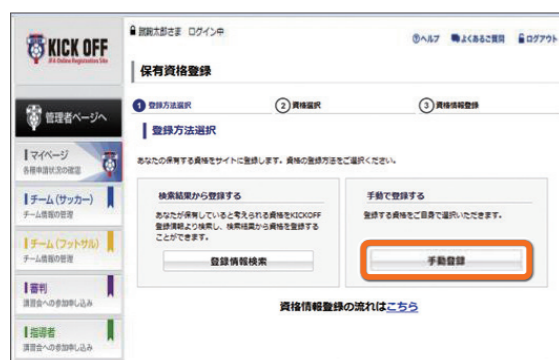 KICK OFF
JFA Online Registration Site
蹴鞠太郎さま ログイン中
ヘルプ
よくあるご質問
ログアウト
保有資格登録
1 登録方法選択
2 資格選択
3 資格情報登録
登録方法選択
あなたの保有する資格をサイトに登録します。資格の登録方法をご選択ください。
検索結果から登録する
あなたが保有していると考えられる資格をKICKOFF
登録情報より検索し、検索結果から資格を登録する
ことができます。
登録情報検索
手動で登録する
登録する資格をご自身で選択いただきます。
手動登録
資格情報登録の流れはこちら
管理者ページへ
マイページ
各種申請状況の確認
チーム (サッカー)
チーム情報の管理
チーム (フットサル)
チーム情報の管理
審判
講習会への参加申し込み
指導者
講習会への参加申し込み